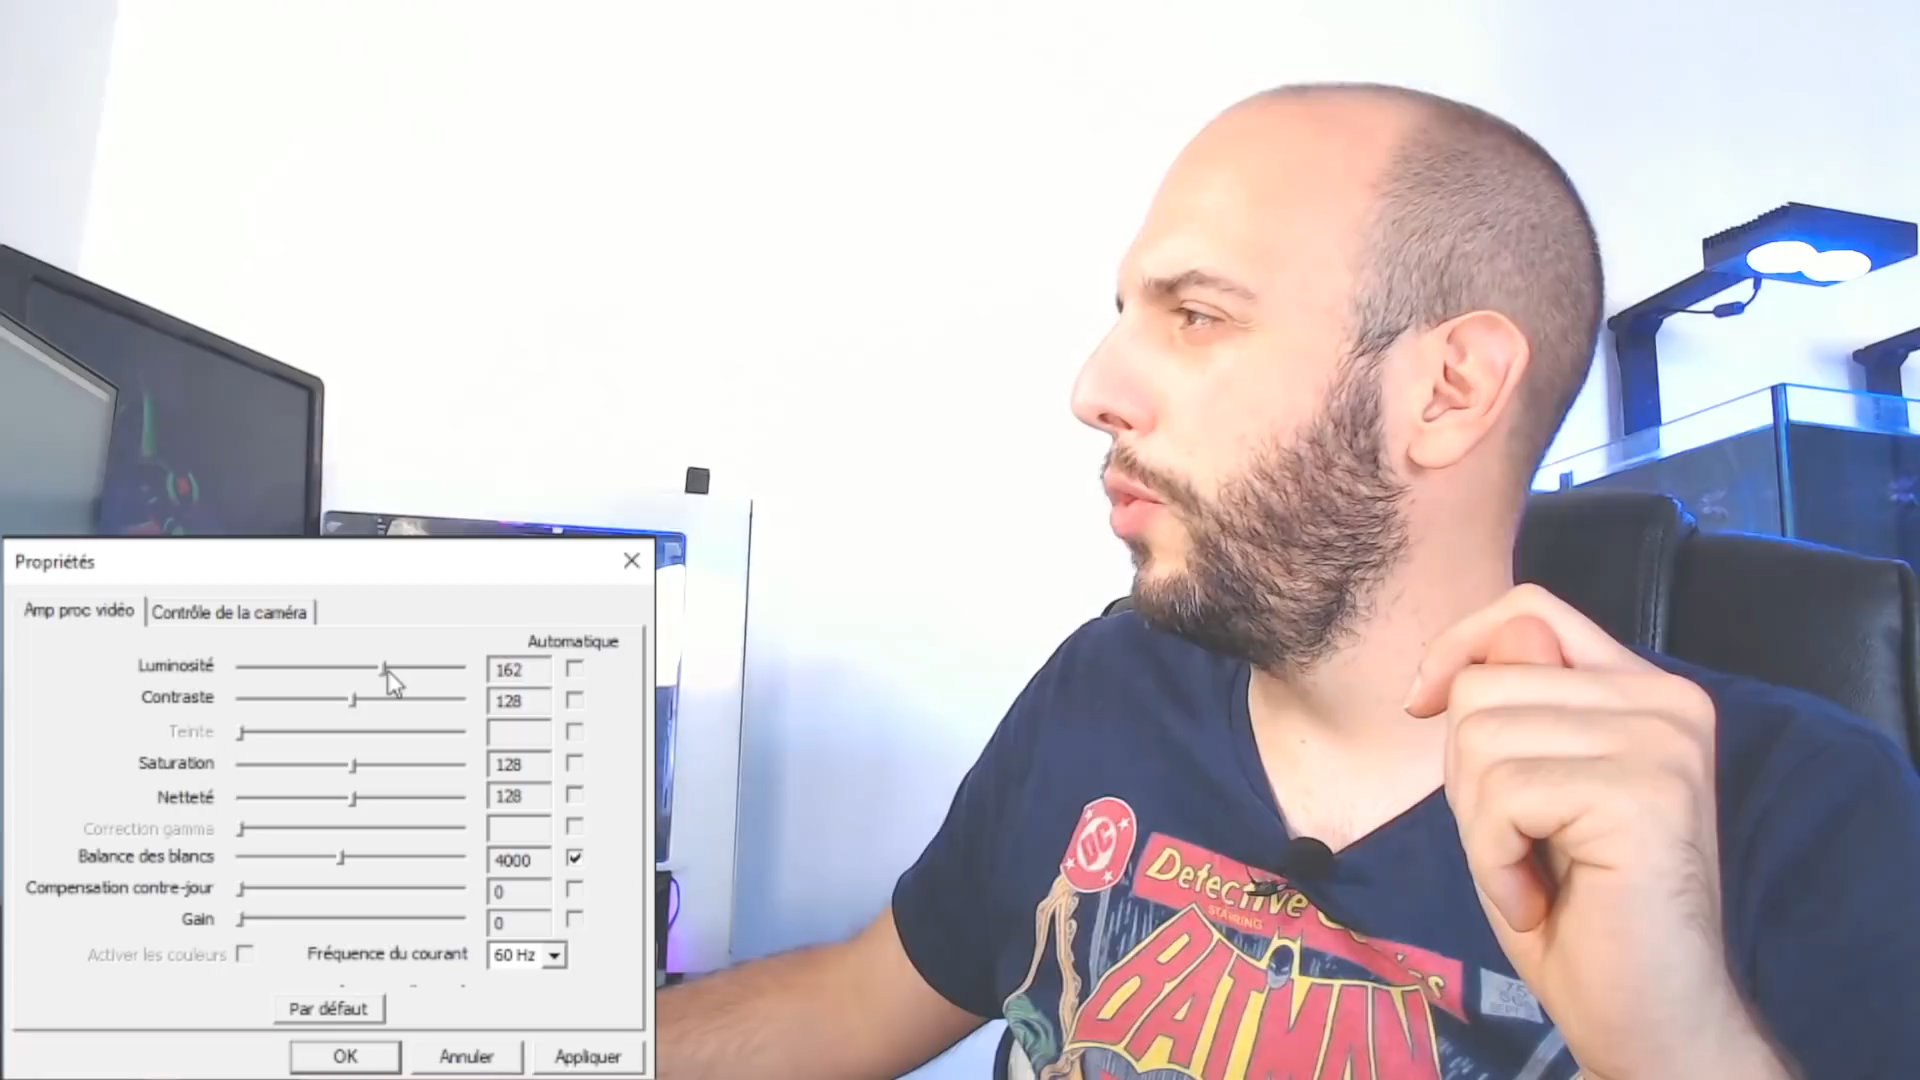 Propriétés
Amp proc vidéo
Contrôle de la caméra
Automatique
Luminosité 162
Contraste 128
Teinte
Saturation 128
Netteté 128
Correction gamma
Balance des blancs 4000
Compensation contre-jour 0
Gain 0
Activer les couleurs Fréquence du courant 60 Hz
Par défaut
OK Annuler Appliquer
DC
Detective
STARRING
BATMAN